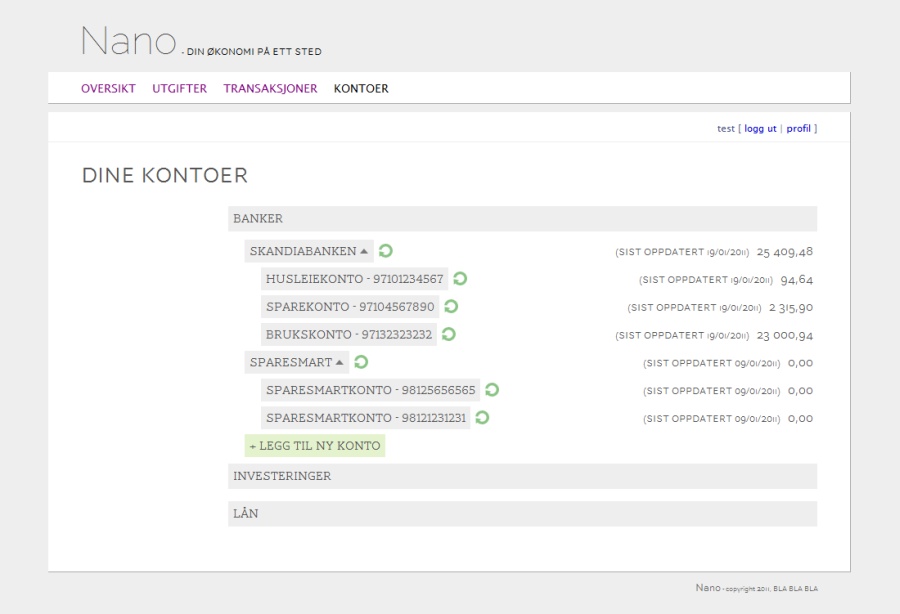 Nano - DIN ØKONOMI PÅ ETT STED
OVERSIKT UTGIFTER TRANSAKSJONER KONTOER
test [ logg ut | profil ]
DINE KONTOER
BANKER
SKANDIABANKEN (SIST OPPDATERT 19/01/2011) 25 409,48
HUSLEIEKONTO - 97101234567 (SIST OPPDATERT 19/01/2011) 94,64
SPAREKONTO - 97104567890 (SIST OPPDATERT 19/01/2011) 2 315,90
BRUKSKONTO - 97132323232 (SIST OPPDATERT 19/01/2011) 23 000,94
SPARESMART (SIST OPPDATERT 09/01/2011) 0,00
SPARESMARTKONTO - 98125656565 (SIST OPPDATERT 09/01/2011) 0,00
SPARESMARTKONTO - 98121231231 (SIST OPPDATERT 09/01/2011) 0,00
+ LEGG TIL NY KONTO
INVESTERINGER
LÅN
Nano - copyright 2011, BLA BLA BLA